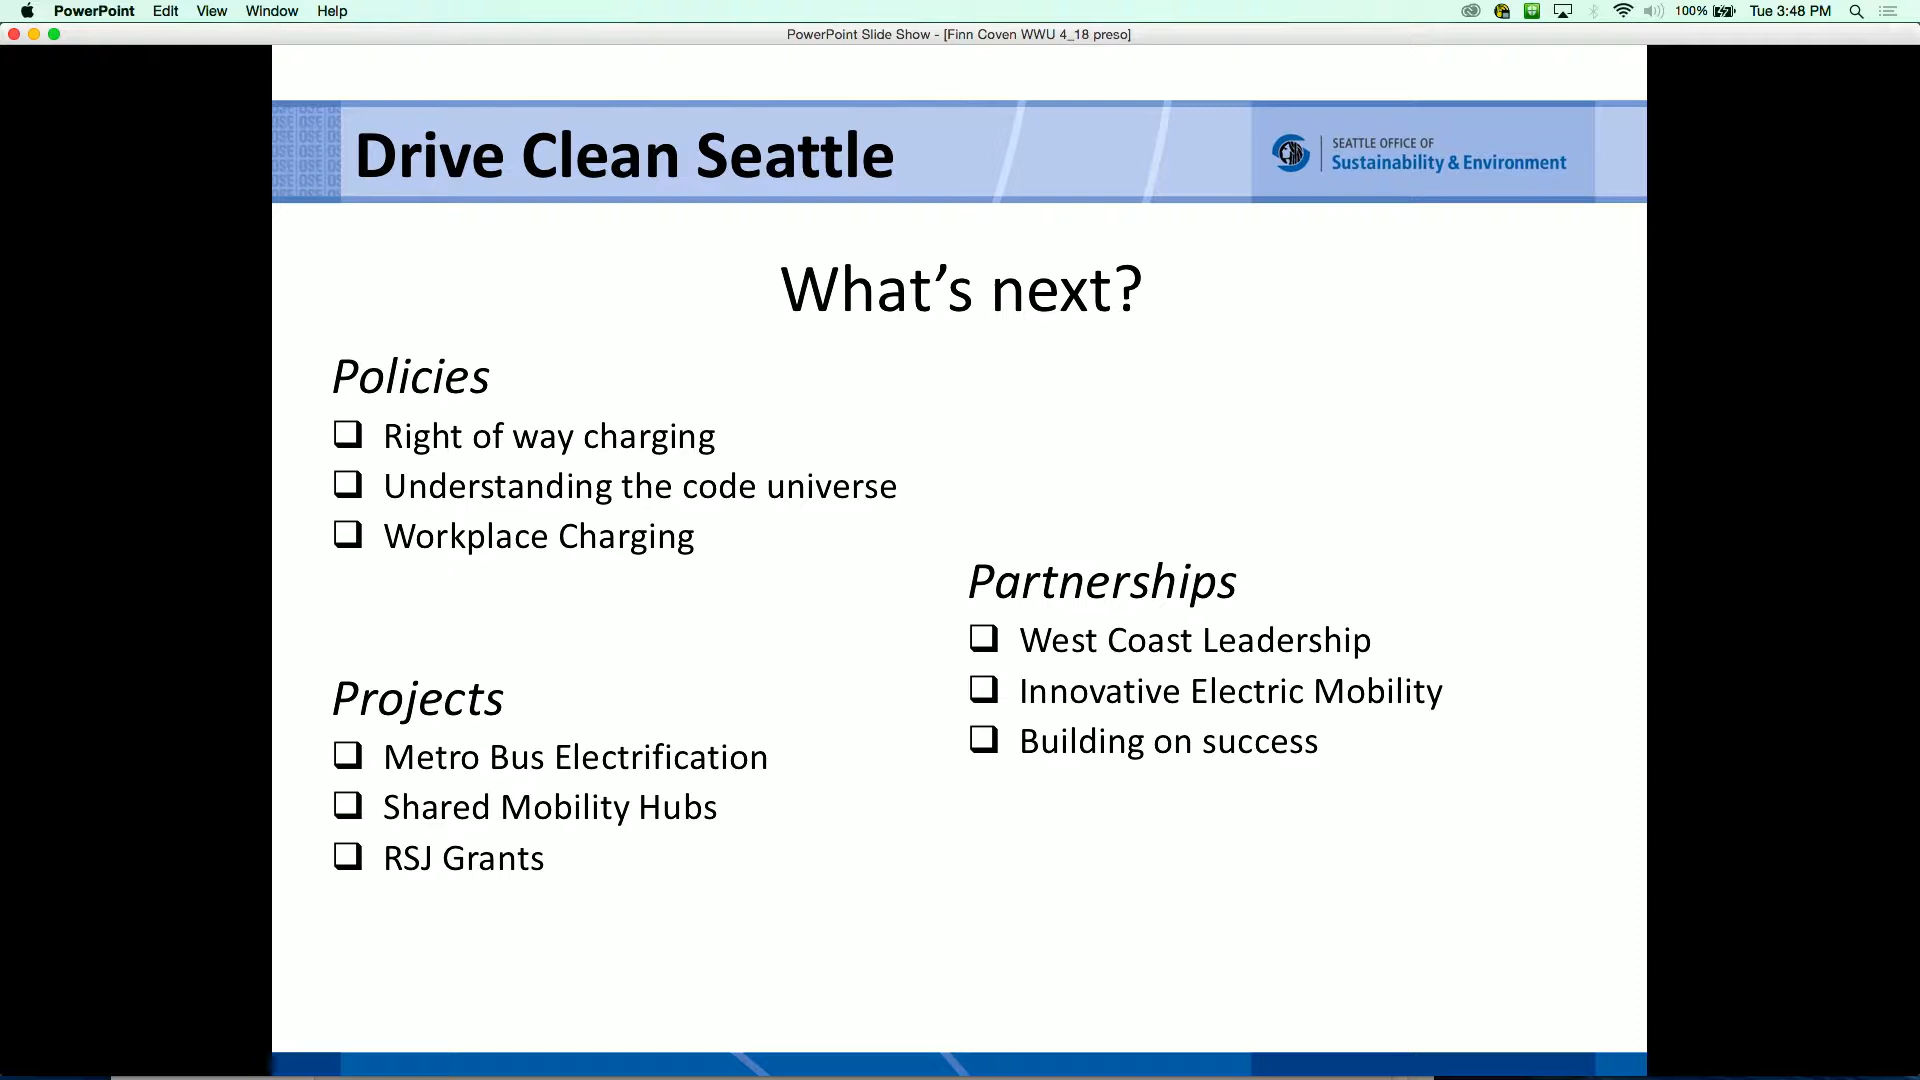 PowerPoint Edit View Window Help 100% Tue 3:48 PM
PowerPoint Slide Show - [Finn Coven WWU 4_18 preso]
Drive Clean Seattle
SEATTLE OFFICE OF
Sustainability & Environment
What's next?
Policies
❑ Right of way charging
❑ Understanding the code universe
❑ Workplace Charging
Projects
❑ Metro Bus Electrification
❑ Shared Mobility Hubs
❑ RSJ Grants
Partnerships
❑ West Coast Leadership
❑ Innovative Electric Mobility
❑ Building on success